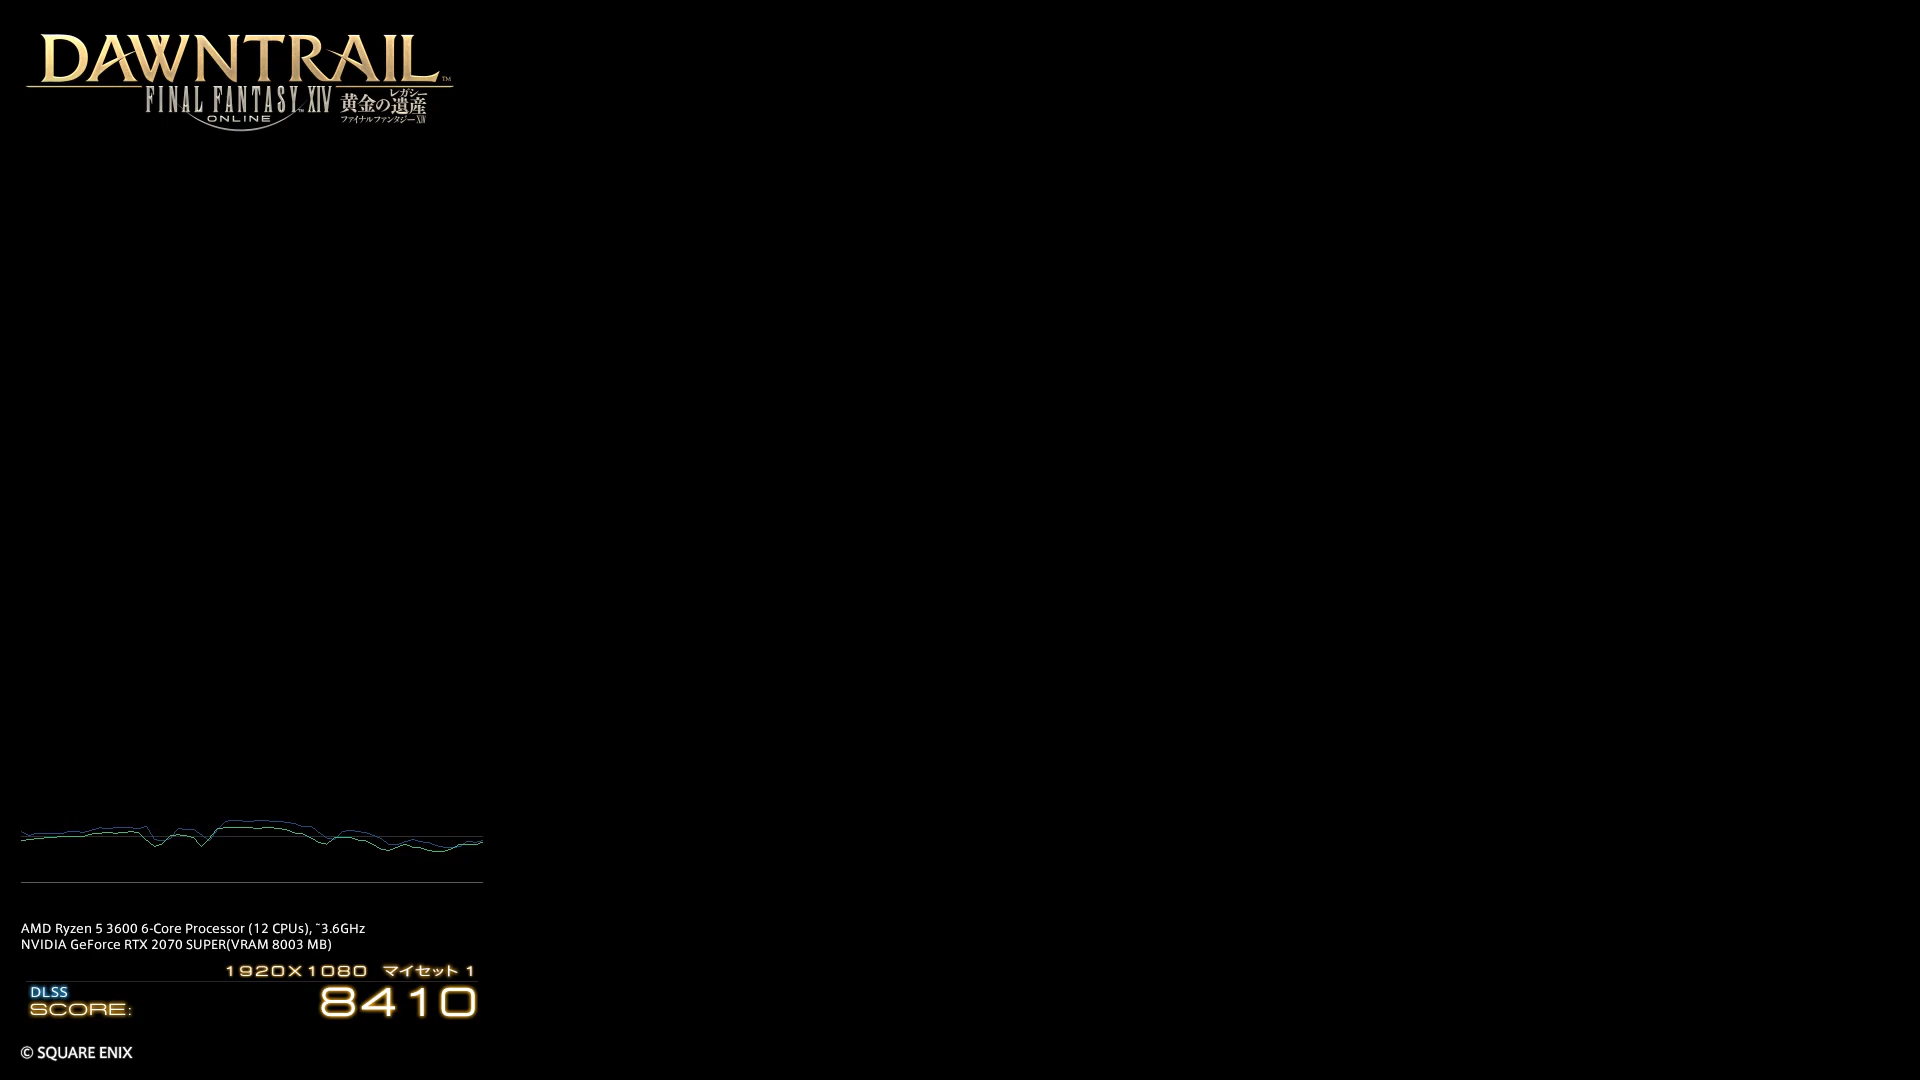 DAWNTRAIL™
FINAL FANTASY™ XIV
ONLINE
レガシー
黄金の遺産
ファイナルファンタジーXIV
AMD Ryzen 5 3600 6-Core Processor (12 CPUs), ~3.6GHz
NVIDIA GeForce RTX 2070 SUPER(VRAM 8003 MB)
1920X1080 マイセット 1
DLSS
SCORE: 8410
© SQUARE ENIX